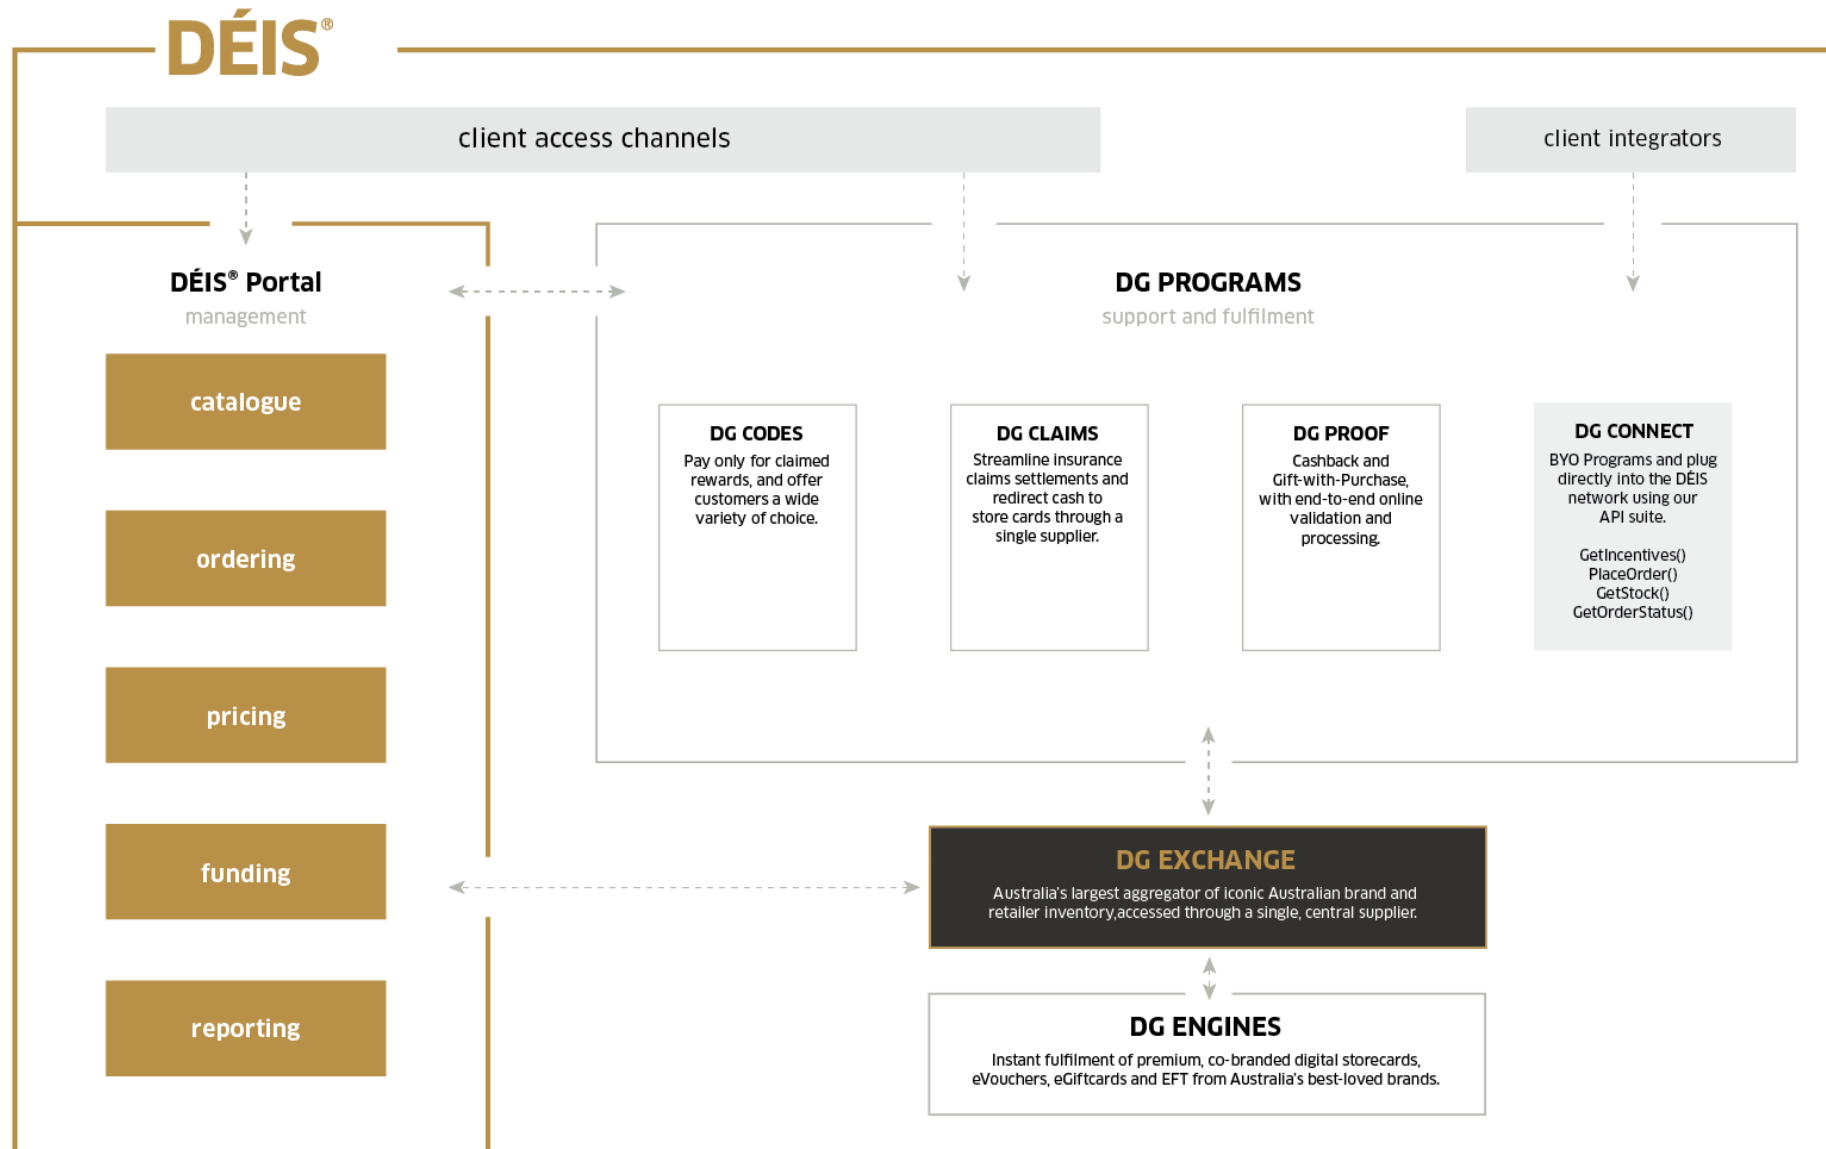 DÉIS®
client access channels
client integrators
DÉIS® Portal
management
catalogue
ordering
pricing
funding
reporting
DG PROGRAMS
support and fulfilment
DG CODES
Pay only for claimed
rewards, and offer
customers a wide
variety of choice.
DG CLAIMS
Streamline insurance
claims settlements and
redirect cash to
store cards through a
single supplier.
DG PROOF
Cashback and
Gift-with-Purchase,
with end-to-end online
validation and
processing.
DG CONNECT
BYO Programs and plug
directly into the DÉIS
network using our
API suite.
GetIncentives()
PlaceOrder()
GetStock()
GetOrderStatus()
DG EXCHANGE
Australia's largest aggregator of iconic Australian brand and
retailer inventory,accessed through a single, central supplier.
DG ENGINES
Instant fulfilment of premium, co-branded digital storecards,
eVouchers, eGiftcards and EFT from Australia's best-loved brands.